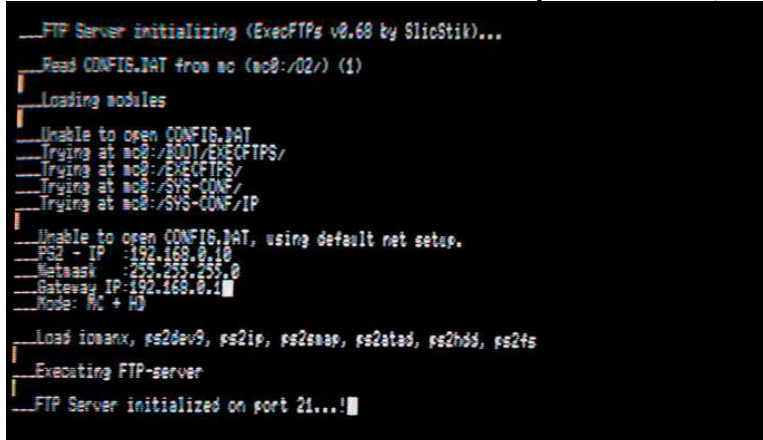 ___FTP Server initializing (ExecFTPs v0.68 by SlicStik)...
___Read CONFIG.DAT from mc (mc0:/O2/) (1)
___Loading modules
___Unable to open CONFIG.DAT
___Trying at mc0:/BOOT/EXECFTPS/
___Trying at mc0:/EXECFTPS/
___Trying at mc0:/SYS-CONF/
___Trying at mc0:/SYS-CONF/IP
___Unable to open CONFIG.DAT, using default net setup.
___PS2 - IP  :192.168.0.10
___Netmask   :255.255.255.0
___Gateway IP:192.168.0.1
___Mode: MC + HD
___Load iomanx, ps2dev9, ps2ip, ps2smap, ps2atad, ps2hdd, ps2fs
___Executing FTP-server
___FTP Server initialized on port 21...!